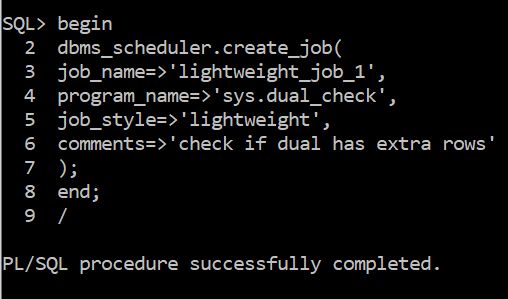 SQL> begin
  2  dbms_scheduler.create_job(
  3  job_name=>'lightweight_job_1',
  4  program_name=>'sys.dual_check',
  5  job_style=>'lightweight',
  6  comments=>'check if dual has extra rows'
  7  );
  8  end;
  9  /
PL/SQL procedure successfully completed.